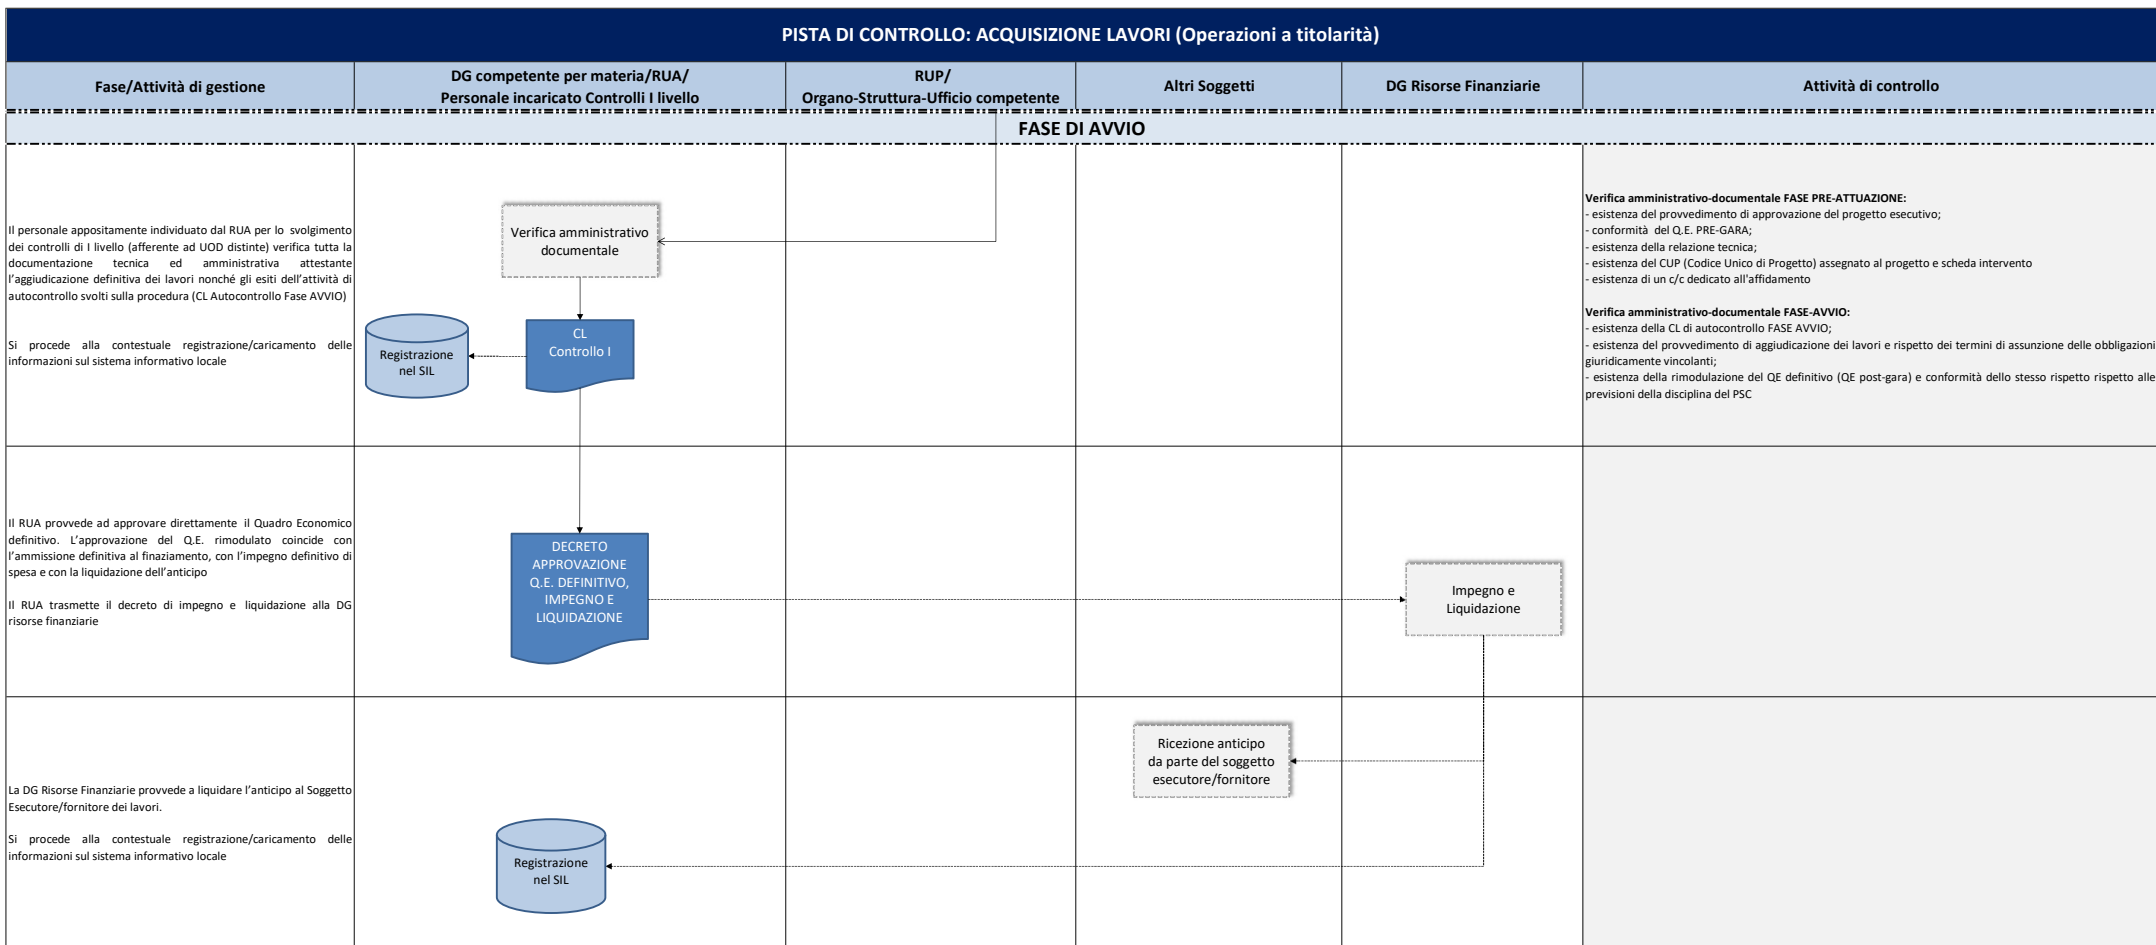 PISTA DI CONTROLLO: ACQUISIZIONE LAVORI (Operazioni a titolarità)
Fase/Attività di gestione
DG competente per materia/RUA/
Personale incaricato Controlli I livello
RUP/
Organo-Struttura-Ufficio competente
Altri Soggetti
DG Risorse Finanziarie
Attività di controllo
FASE DI AVVIO
Il personale appositamente individuato dal RUA per lo svolgimento
dei controlli di I livello (afferente ad UOD distinte) verifica tutta la
documentazione tecnica ed amministrativa attestante
l'aggiudicazione definitiva dei lavori nonché gli esiti dell'attività di
autocontrollo svolti sulla procedura (CL Autocontrollo Fase AVVIO)
Si procede alla contestuale registrazione/caricamento delle
informazioni sul sistema informativo locale
Verifica amministrativo
documentale
CL
Controllo I
Registrazione
nel SIL
Verifica amministrativo-documentale FASE PRE-ATTUAZIONE:
- esistenza del provvedimento di approvazione del progetto esecutivo;
- conformità del Q.E. PRE-GARA;
- esistenza della relazione tecnica;
- esistenza del CUP (Codice Unico di Progetto) assegnato al progetto e scheda intervento
- esistenza di un c/c dedicato all'affidamento
Verifica amministrativo-documentale FASE-AVVIO:
- esistenza della CL di autocontrollo FASE AVVIO;
- esistenza del provvedimento di aggiudicazione dei lavori e rispetto dei termini di assunzione delle obbligazioni
giuridicamente vincolanti;
- esistenza della rimodulazione del QE definitivo (QE post-gara) e conformità dello stesso rispetto rispetto alle
previsioni della disciplina del PSC
Il RUA provvede ad approvare direttamente il Quadro Economico
definitivo. L'approvazione del Q.E. rimodulato coincide con
l'ammissione definitiva al finaziamento, con l'impegno definitivo di
spesa e con la liquidazione dell'anticipo
Il RUA trasmette il decreto di impegno e liquidazione alla DG
risorse finanziarie
DECRETO
APPROVAZIONE
Q.E. DEFINITIVO,
IMPEGNO E
LIQUIDAZIONE
Impegno e
Liquidazione
La DG Risorse Finanziarie provvede a liquidare l'anticipo al Soggetto
Esecutore/fornitore dei lavori.
Si procede alla contestuale registrazione/caricamento delle
informazioni sul sistema informativo locale
Ricezione anticipo
da parte del soggetto
esecutore/fornitore
Registrazione
nel SIL